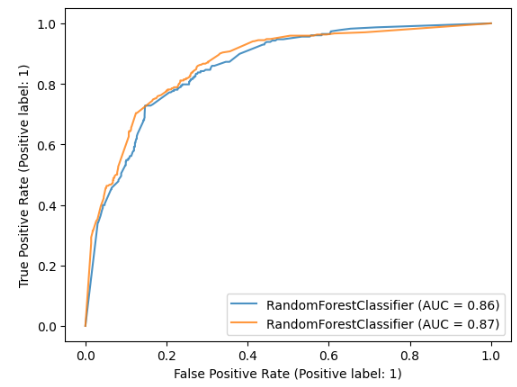 1.0
0.8
0.6
0.4
0.2
0.0
True Positive Rate (Positive label: 1)
RandomForestClassifier (AUC = 0.86)
RandomForestClassifier (AUC = 0.87)
0.0 0.2 0.4 0.6 0.8 1.0
False Positive Rate (Positive label: 1)